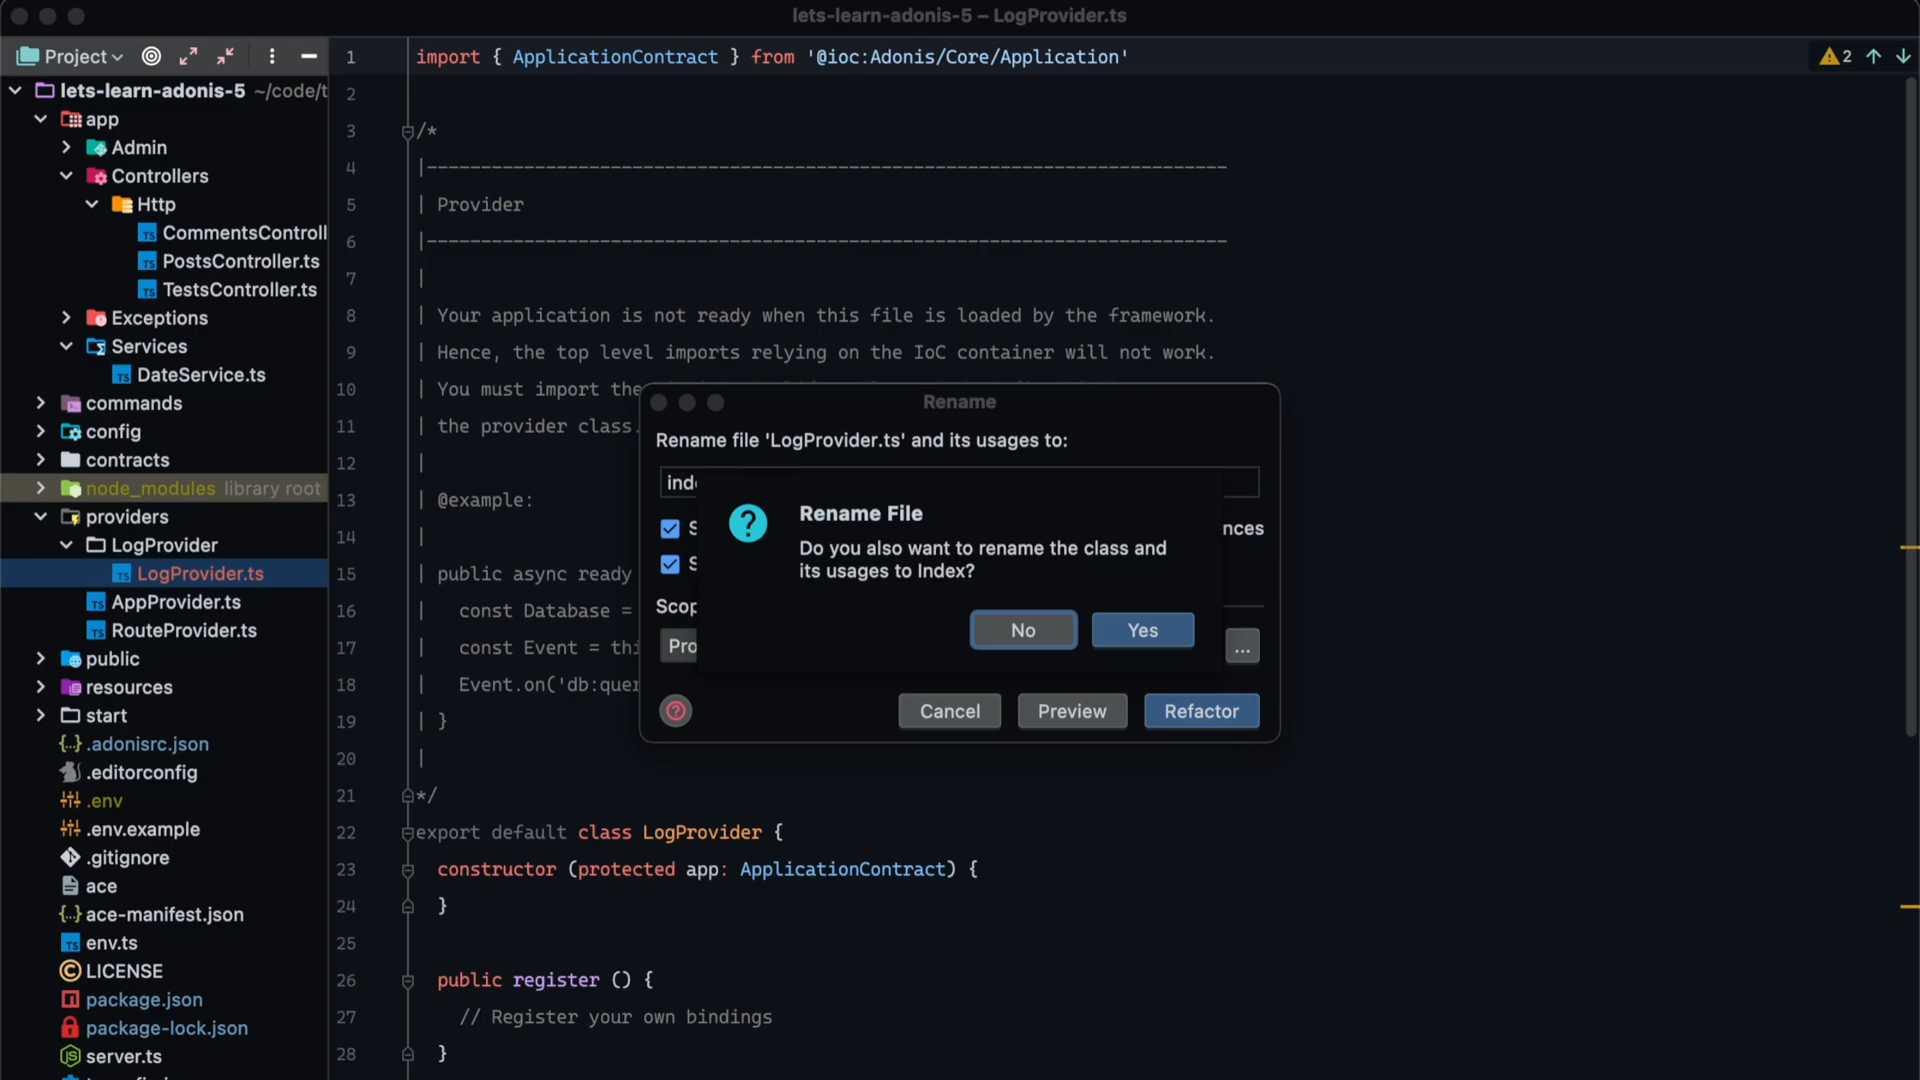 lets-learn-adonis-5 – LogProvider.ts
Project
lets-learn-adonis-5 ~/code/t
app
Admin
Controllers
Http
CommentsControll
PostsController.ts
TestsController.ts
Exceptions
Services
DateService.ts
commands
config
contracts
node_modules library root
providers
LogProvider
LogProvider.ts
AppProvider.ts
RouteProvider.ts
public
resources
start
.adonisrc.json
.editorconfig
.env
.env.example
.gitignore
ace
ace-manifest.json
env.ts
LICENSE
package.json
package-lock.json
server.ts
1 import { ApplicationContract } from '@ioc:Adonis/Core/Application'
2
3 /*
4 |--------------------------------------------------------------------------
5 | Provider
6 |--------------------------------------------------------------------------
7 |
8 | Your application is not ready when this file is loaded by the framework.
9 | Hence, the top level imports relying on the IoC container will not work.
10 | You must import the
11 | the provider class.
12 |
13 | @example:
14 |
15 | public async ready
16 | const Database =
17 | const Event = thi
18 | Event.on('db:quer
19 | }
20 |
21 */
22 export default class LogProvider {
23 constructor (protected app: ApplicationContract) {
24 }
25
26 public register () {
27 // Register your own bindings
28 }
2
Rename
Rename file 'LogProvider.ts' and its usages to:
inde
S
nces
S
Scop
Pro
...
Rename File
Do you also want to rename the class and
its usages to Index?
No
Yes
Cancel
Preview
Refactor